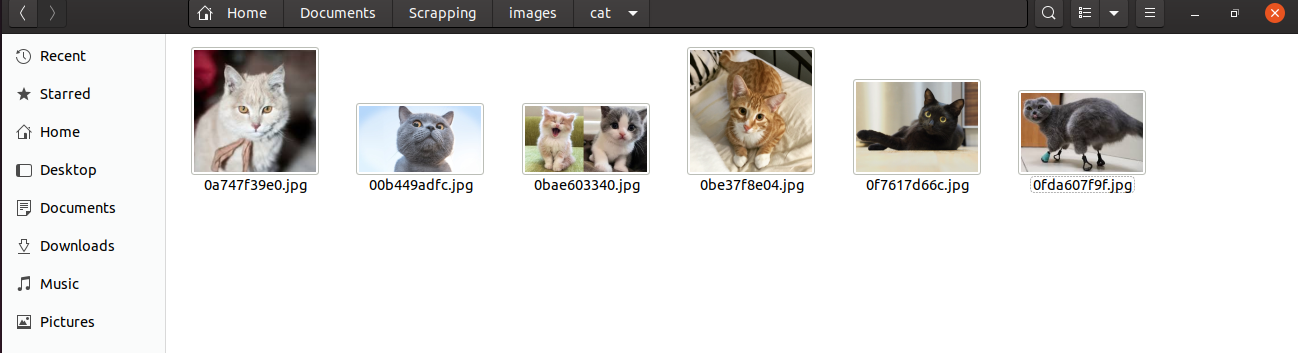 Home Documents Scrapping images cat
Recent
Starred
Home
Desktop
Documents
Downloads
Music
Pictures
0a747f39e0.jpg 00b449adfc.jpg 0bae603340.jpg 0be37f8e04.jpg 0f7617d66c.jpg 0fda607f9f.jpg